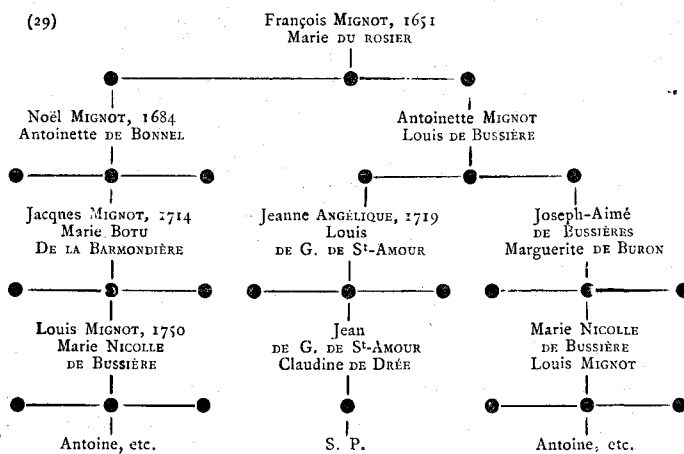 (29)
François MIGNOT, 1651
Marie DU ROSIER
Noël MIGNOT, 1684
Antoinette DE BONNEL
Antoinette MIGNOT
Louis DE BUSSIÈRE
Jacques MIGNOT, 1714
Marie BOTU
DE LA BARMONDIÈRE
Jeanne ANGÉLIQUE, 1719
Louis
DE G. DE St-AMOUR
Joseph-Aimé
DE BUSSIÈRES
Marguerite DE BURON
Louis MIGNOT, 1750
Marie NICOLLE
DE BUSSIÈRE
Jean
DE G. DE St-AMOUR
Claudine DE DRÉE
Marie NICOLLE
DE BUSSIÈRE
Louis MIGNOT
Antoine, etc.
S. P.
Antoine, etc.